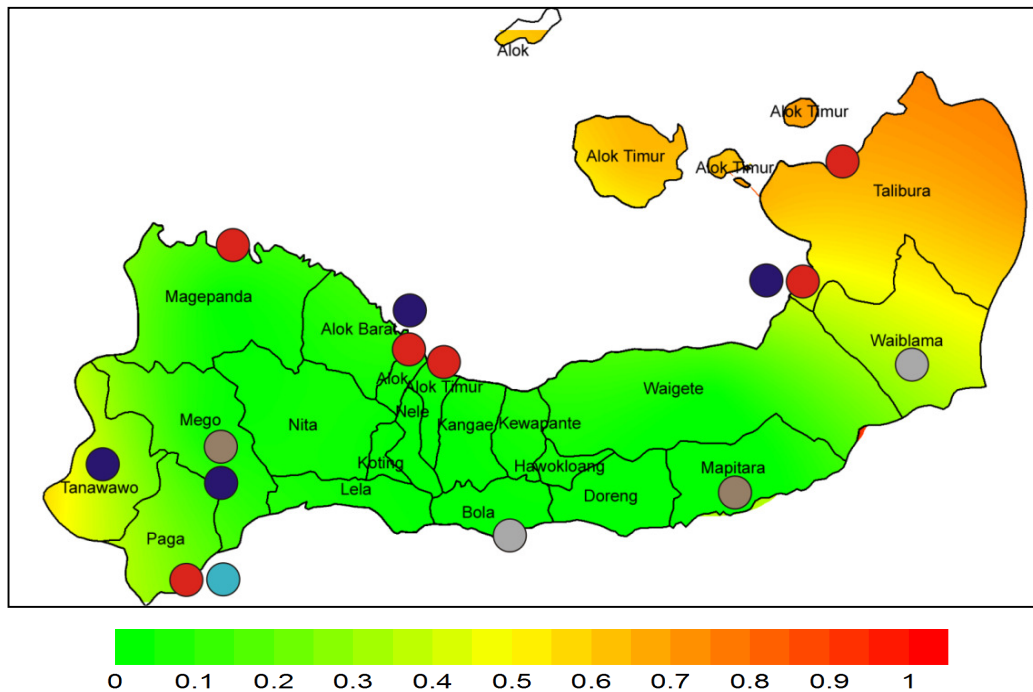 Alok
Alok Timur
Alok Timur
Alok Timur
Talibura
Magepanda
Alok Barat
Waiblama
Alok
Alok Timur
Waigete
Mego
Nele
Nita
Kangae
Kewapante
Koting
Hawokloang
Mapitara
Tanawawo
Lela
Doreng
Bola
Paga
0 0.1 0.2 0.3 0.4 0.5 0.6 0.7 0.8 0.9 1